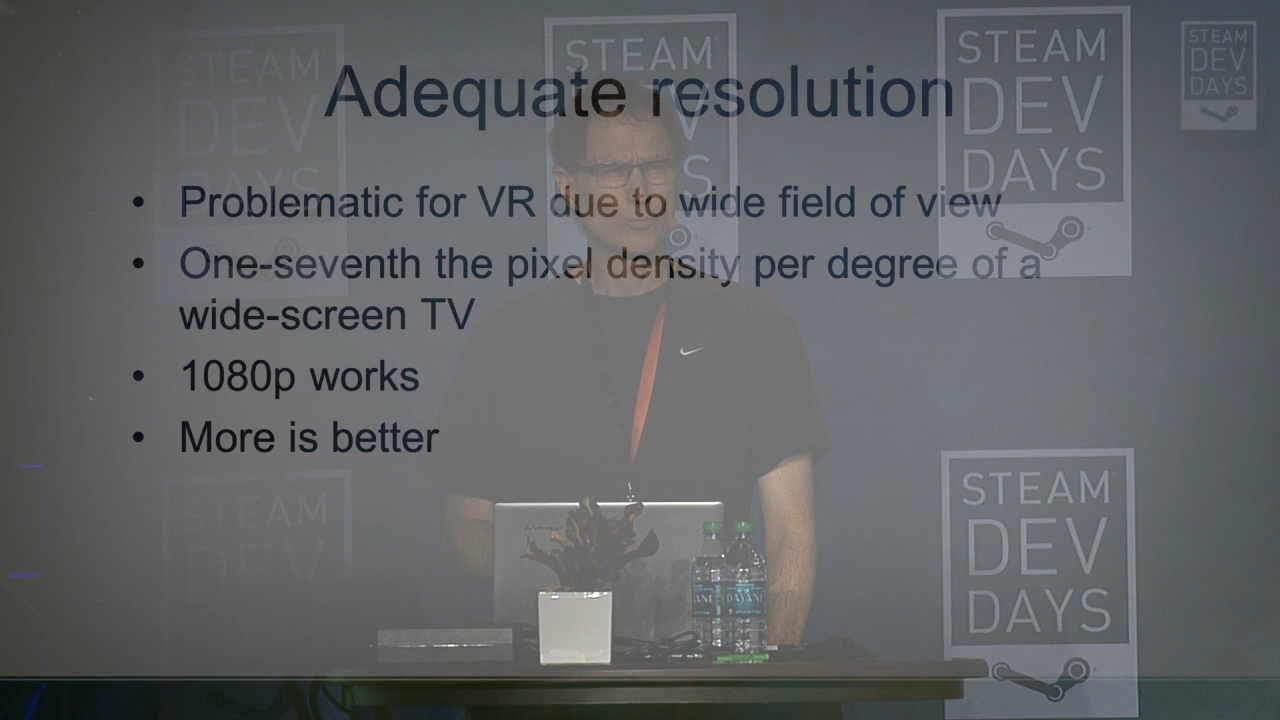 Adequate resolution
• Problematic for VR due to wide field of view
• One-seventh the pixel density per degree of a
wide-screen TV
• 1080p works
• More is better
STEAM
DEV
DAYS
STEAM
DEV
DAYS
STEAM
DEV
DAYS
STEAM
DEV
DAYS
STEAM
V
S
STEAM
DEV
DASANI
lenovo